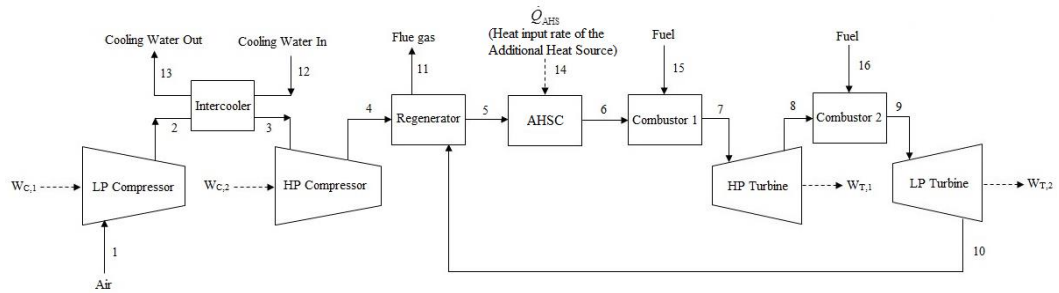 Q̇AHS
(Heat input rate of the
Additional Heat Source)
Cooling Water Out
Cooling Water In
Flue gas
Fuel
Fuel
13
12
11
14
15
16
Intercooler
2
3
4
Regenerator
5
AHSC
6
Combustor 1
7
8
Combustor 2
9
WC,1
LP Compressor
WC,2
HP Compressor
HP Turbine
WT,1
LP Turbine
WT,2
1
10
Air